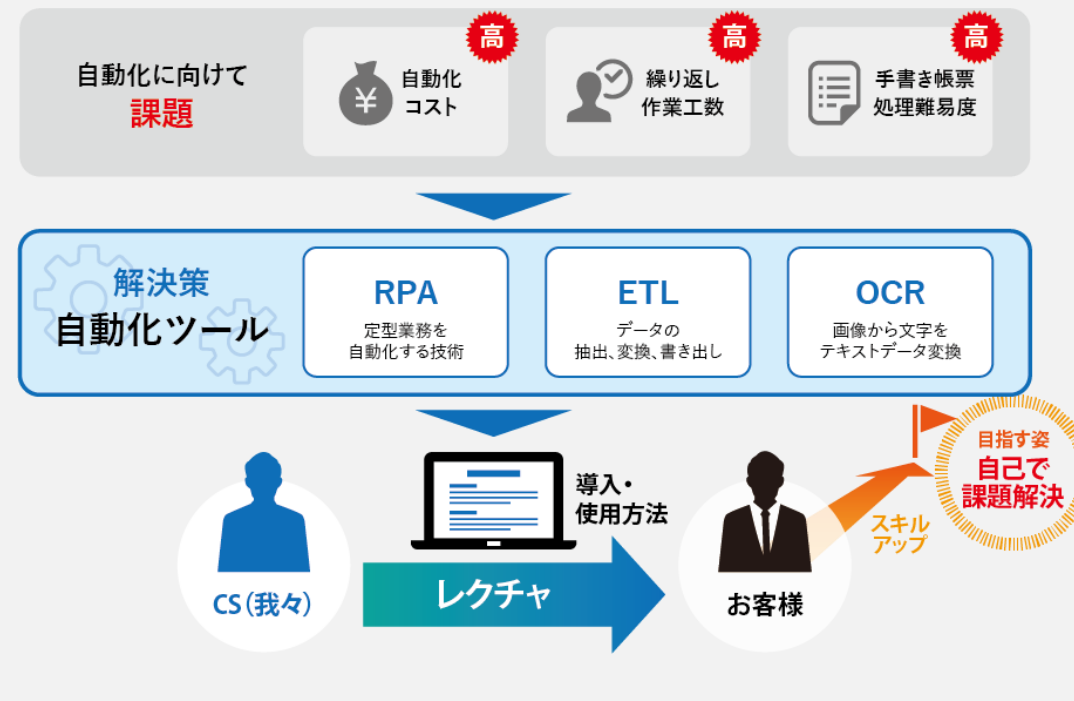 自動化に向けて
課題
高
自動化
コスト
高
繰り返し
作業工数
高
手書き帳票
処理難易度
解決策
自動化ツール
RPA
定型業務を
自動化する技術
ETL
データの
抽出、変換、書き出し
OCR
画像から文字を
テキストデータ変換
CS(我々)
導入・
使用方法
レクチャ
お客様
スキル
アップ
目指す姿
自己で
課題解決
¥